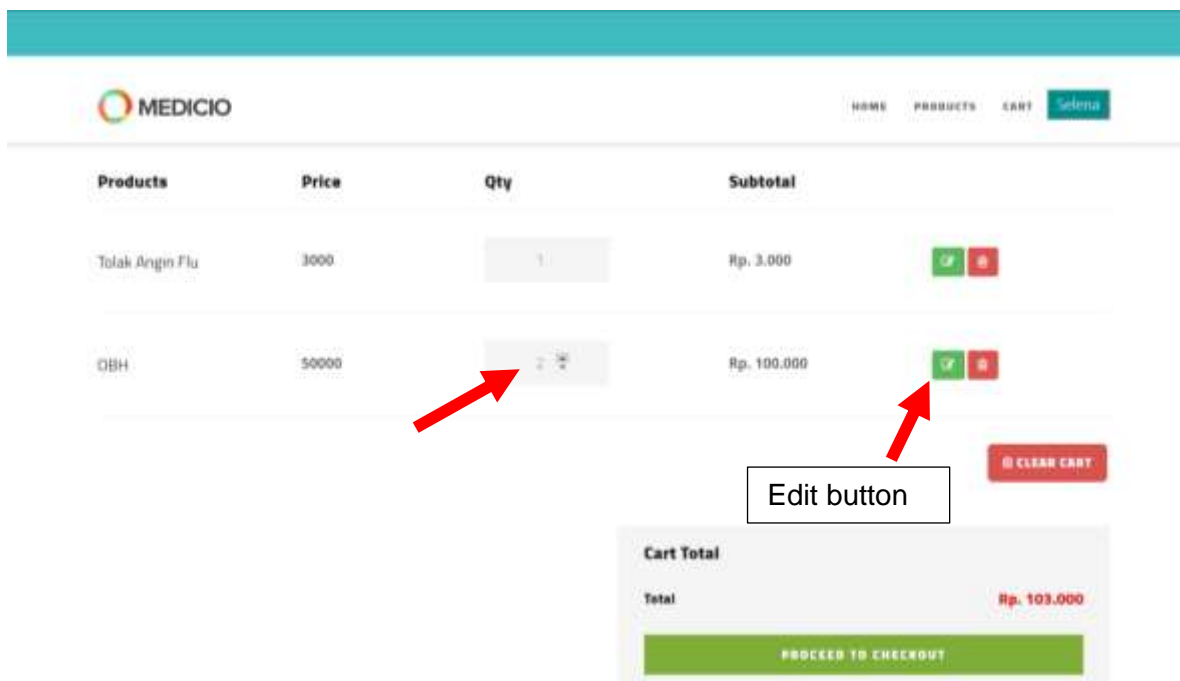 MEDICIO
HOME PRODUCTS CART Selena
Products Price Qty Subtotal
Tolak Angin Flu 3000 1 Rp. 3.000
OBH 50000 2 Rp. 100.000
CLEAR CART
Edit button
Cart Total
Total Rp. 103.000
PROCEED TO CHECKOUT